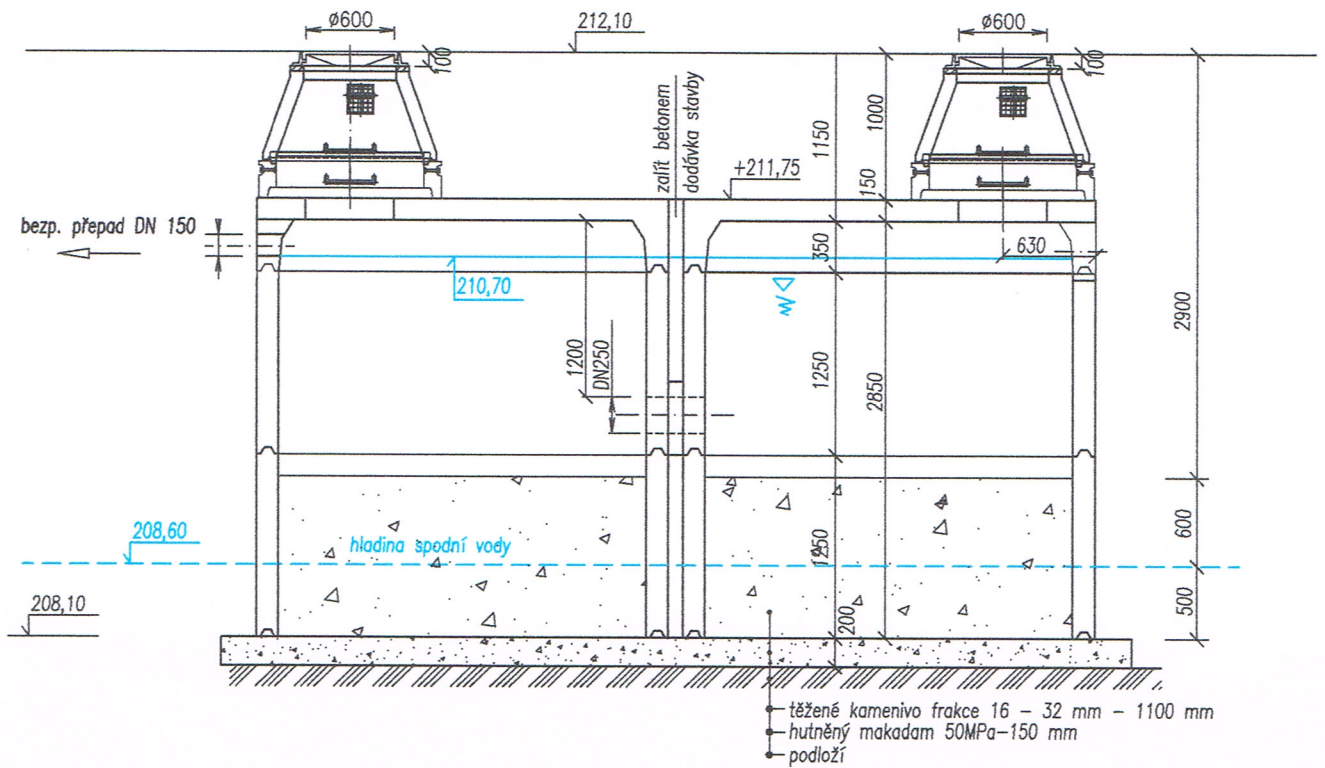 ø600
212,10
ø600
100
100
zalít betonem
dodávka stavby
1150
1000
150
+211,75
bezp. přepad DN 150
350
630
210,70
2900
1200
DN250
1250
2850
208,60
hladina spodní vody
1250
600
208,10
200
500
těžené kamenivo frakce 16 – 32 mm – 1100 mm
hutněný makadam 50MPa–150 mm
podloží